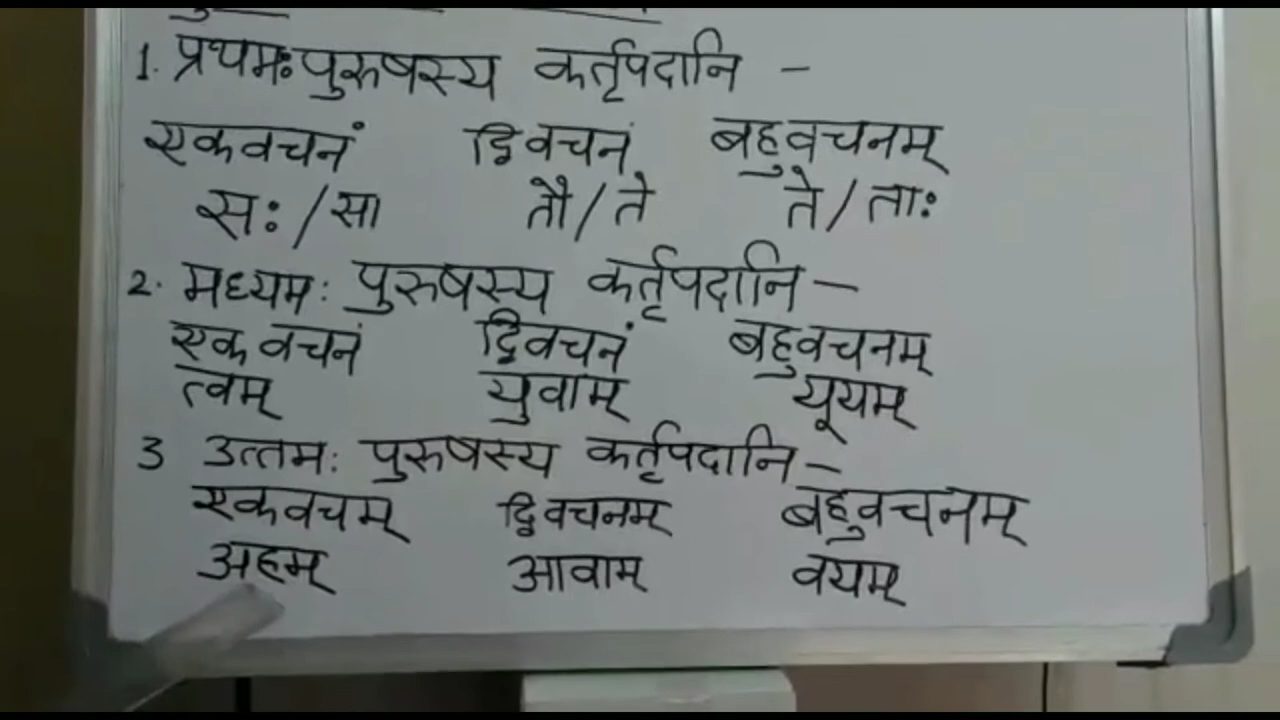 1. प्रथमः पुरुषस्य कर्तृपदानि -
एकवचनं द्विवचनं बहुवचनम्
सः/सा तौ/ते ते/ताः
2. मध्यमः पुरुषस्य कर्तृपदानि -
एकवचनं द्विवचनं बहुवचनम्
त्वम् युवाम् यूयम्
3 उत्तमः पुरुषस्य कर्तृपदानि -
एकवचम् द्विवचनम् बहुवचनम्
अहम् आवाम् वयम्